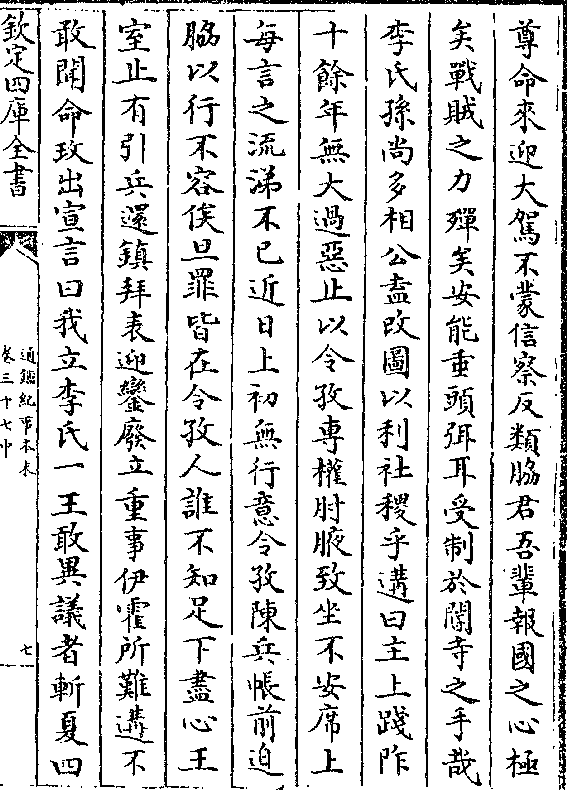 尊命來迎大駕不蒙信察反類脇君吾輩報國之心極
矣戰賊之力殫矣安能垂頭弭耳受制於閹寺之手哉
李氏孫尚多相公盍改圖以利社稷乎遘曰主上踐阼
十餘年無大過惡止以令孜專權肘腋致坐不安席上
每言之流涕不已近日上初無行意令孜陳兵帳前迫
脇以行不容俟旦罪皆在令孜人誰不知足下盡心王
室止有引兵還鎮拜表迎鑾廢立重事伊霍所難遘不
敢聞命玫出宣言曰我立李氏一王敢異議者斬夏四
欽定四庫全書
通鑑紀事本末
卷三十七中
七